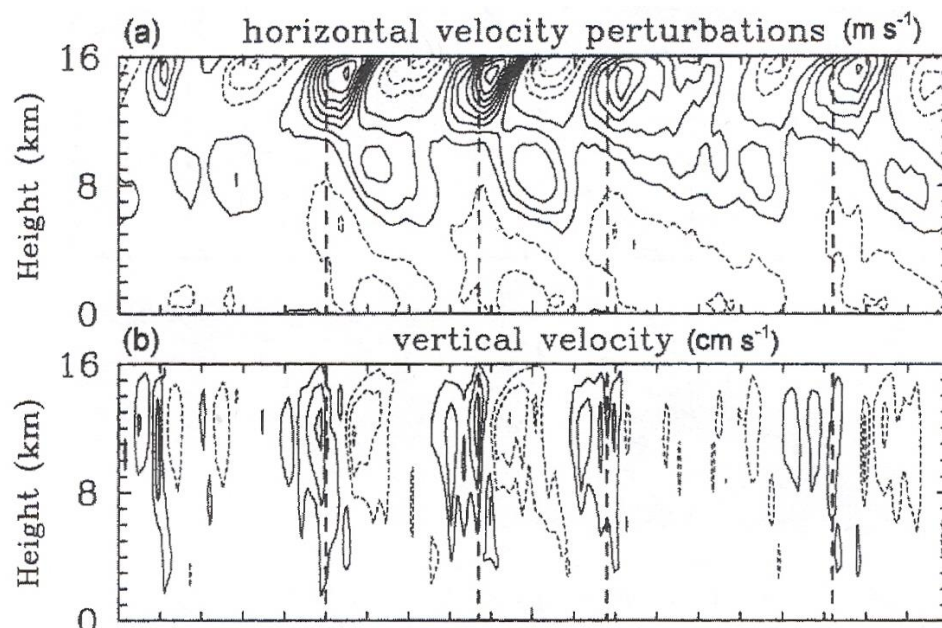 (a) horizontal velocity perturbations (m s⁻¹)
16
8
0
Height (km)
(b) vertical velocity (cm s⁻¹)
16
8
0
Height (km)